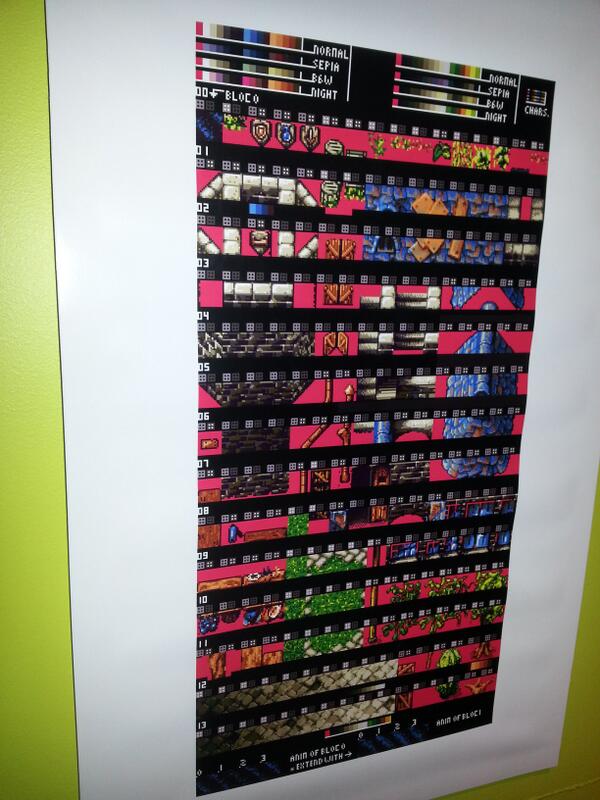 NORMAL
SEPIA
B&W
NIGHT
NORMAL
SEPIA
B&W
NIGHT
CHARS.
00 BLOC 0
01
02
03
04
05
06
07
08
09
10
11
12
13
0 1 2 3
ANIM OF BLOC 0
= EXTEND WITH →
0 1 2 3
ANIM OF BLOC 1